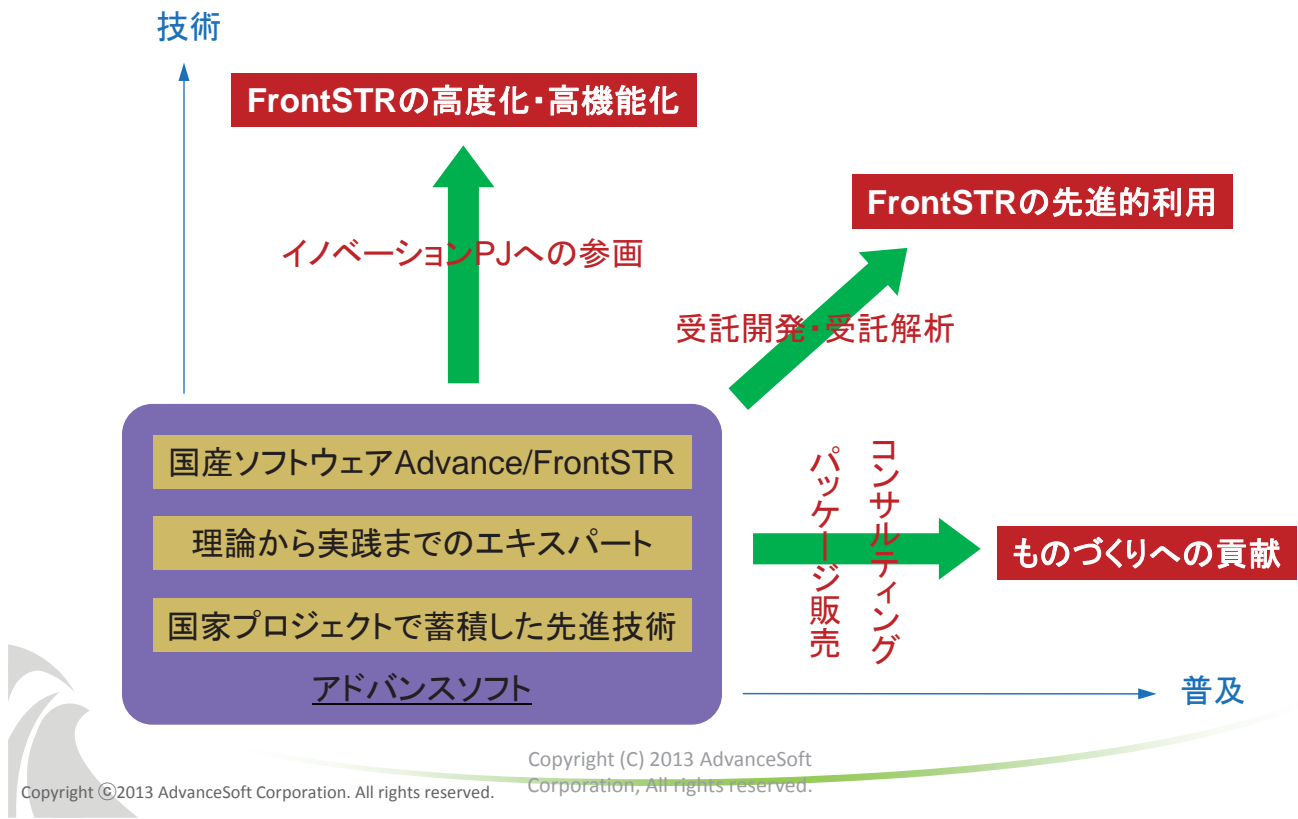 技術
FrontSTRの高度化・高機能化
FrontSTRの先進的利用
イノベーションPJへの参画
受託開発・受託解析
国産ソフトウェアAdvance/FrontSTR
理論から実践までのエキスパート
国家プロジェクトで蓄積した先進技術
アドバンスソフト
コンサルティング
パッケージ販売
ものづくりへの貢献
普及
Copyright (C) 2013 AdvanceSoft
Corporation, All rights reserved.
Copyright ⓒ2013 AdvanceSoft Corporation. All rights reserved.